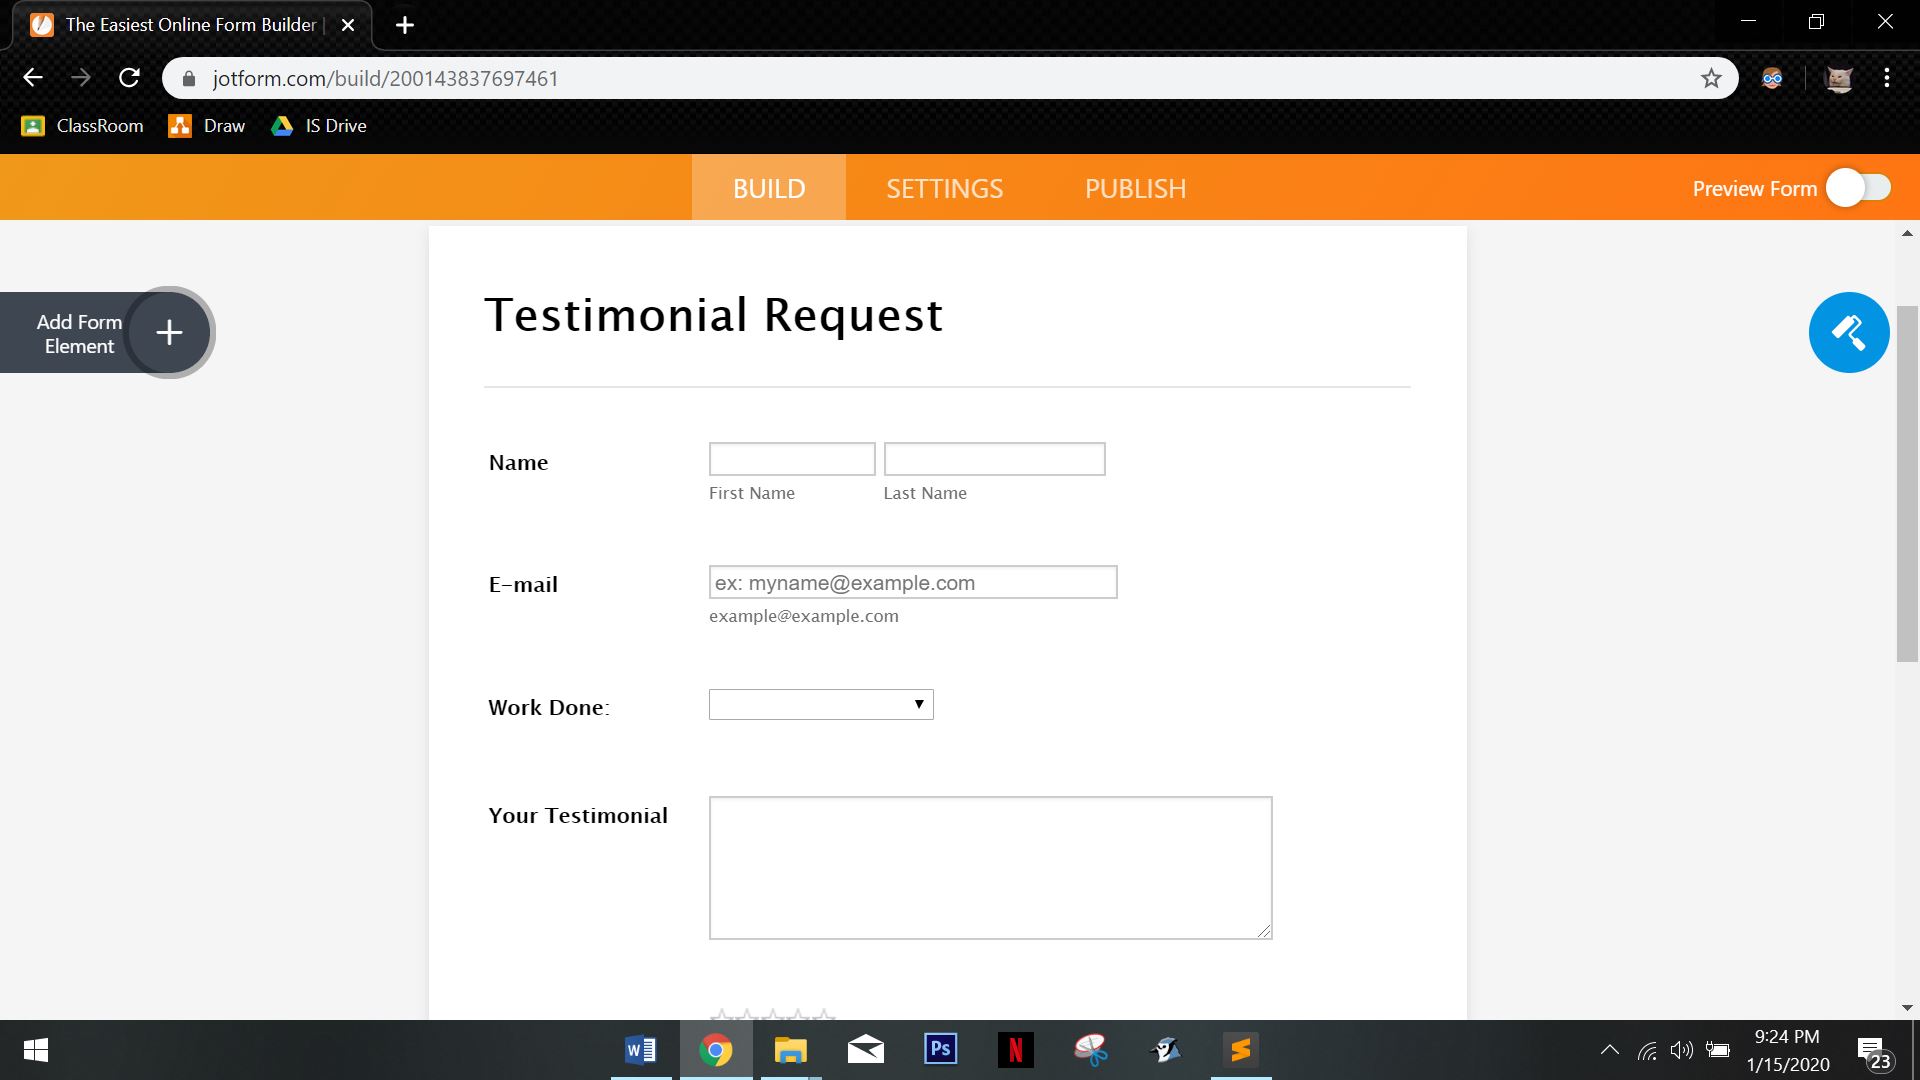 The Easiest Online Form Builder
jotform.com/build/200143837697461
ClassRoom Draw IS Drive
BUILD SETTINGS PUBLISH Preview Form
Add Form
Element
Testimonial Request
Name
First Name Last Name
E-mail ex: myname@example.com
example@example.com
Work Done:
Your Testimonial
W Ps N S
9:24 PM
1/15/2020
23